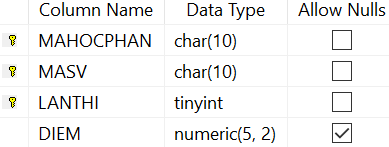 Column Name Data Type Allow Nulls
MAHOCPHAN char(10)
MASV char(10)
LANTHI tinyint
DIEM numeric(5, 2)